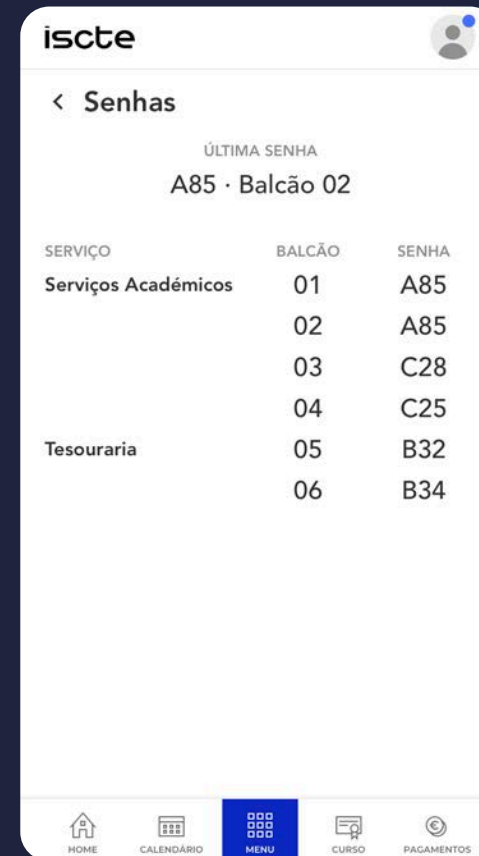 iscte
< Senhas
ÚLTIMA SENHA
A85 · Balcão 02
SERVIÇO BALCÃO SENHA
Serviços Académicos 01 A85
02 A85
03 C28
04 C25
Tesouraria 05 B32
06 B34
HOME CALENDÁRIO MENU CURSO PAGAMENTOS